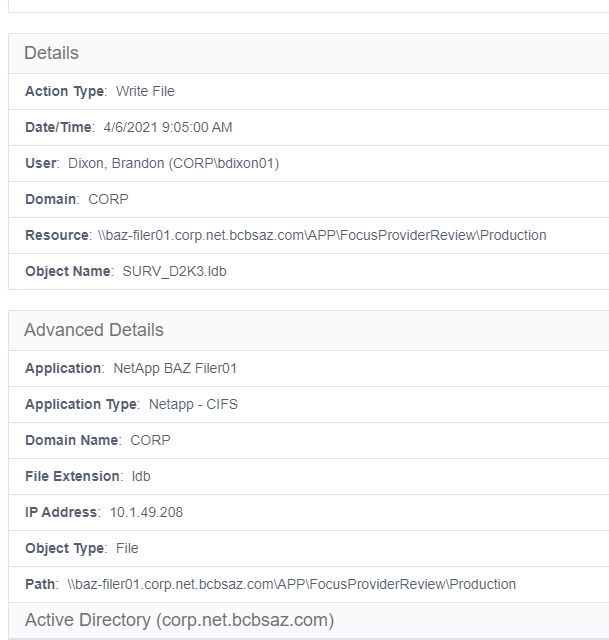 Details
Action Type: Write File
Date/Time: 4/6/2021 9:05:00 AM
User: Dixon, Brandon (CORP\bdixon01)
Domain: CORP
Resource: \\baz-filer01.corp.net.bcbsaz.com\APP\FocusProviderReview\Production
Object Name: SURV_D2K3.ldb
Advanced Details
Application: NetApp BAZ Filer01
Application Type: Netapp - CIFS
Domain Name: CORP
File Extension: ldb
IP Address: 10.1.49.208
Object Type: File
Path: \\baz-filer01.corp.net.bcbsaz.com\APP\FocusProviderReview\Production
Active Directory (corp.net.bcbsaz.com)